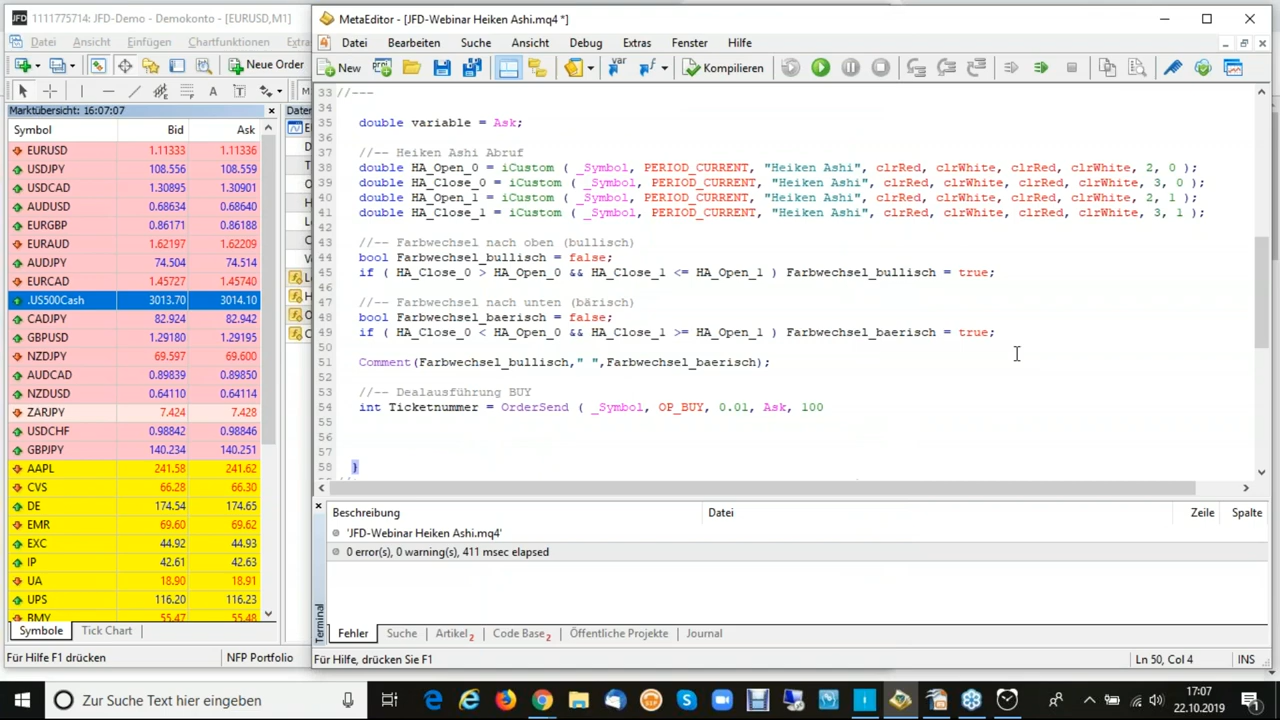 1111775714: JFD-Demo - Demokonto - [EURUSD,M1]
Datei Ansicht Einfügen Chartfunktionen Extra
New Order
Marktübersicht: 16:07:07
Symbol Bid Ask
EURUSD 1.11333 1.11336
USDJPY 108.559 108.559
USDCAD 1.30895 1.30901
AUDUSD 0.68634 0.68640
EURGBP 0.86171 0.86188
EURAUD 1.62197 1.62209
AUDJPY 74.504 74.514
EURCAD 1.45727 1.45740
.US500Cash 3013.70 3014.10
CADJPY 82.924 82.942
GBPUSD 1.29180 1.29198
NZDJPY 69.597 69.600
AUDCAD 0.89839 0.89850
NZDUSD 0.64110 0.64114
ZARJPY 7.424 7.428
USDCHF 0.98842 0.98846
GBPJPY 140.234 140.251
AAPL 241.58 241.62
CVS 66.28 66.30
DE 174.54 174.65
EMR 69.60 69.62
EXC 44.92 44.93
IP 42.61 42.63
UA 18.90 18.91
UPS 116.20 116.23
BMY 55.47 55.48
Symbole Tick Chart
Für Hilfe F1 drücken NFP Portfolio
Daten
MetaEditor - [JFD-Webinar Heiken Ashi.mq4 *]
Datei Bearbeiten Suche Ansicht Debug Extras Fenster Hilfe
New var f Kompilieren
33 //---
34
35 double variable = Ask;
36
37 //-- Heiken Ashi Abruf
38 double HA_Open_0 = iCustom ( _Symbol, PERIOD_CURRENT, "Heiken Ashi", clrRed, clrWhite, clrRed, clrWhite, 2, 0 );
39 double HA_Close_0 = iCustom ( _Symbol, PERIOD_CURRENT, "Heiken Ashi", clrRed, clrWhite, clrRed, clrWhite, 3, 0 );
40 double HA_Open_1 = iCustom ( _Symbol, PERIOD_CURRENT, "Heiken Ashi", clrRed, clrWhite, clrRed, clrWhite, 2, 1 );
41 double HA_Close_1 = iCustom ( _Symbol, PERIOD_CURRENT, "Heiken Ashi", clrRed, clrWhite, clrRed, clrWhite, 3, 1 );
42
43 //-- Farbwechsel nach oben (bullisch)
44 bool Farbwechsel_bullisch = false;
45 if ( HA_Close_0 > HA_Open_0 && HA_Close_1 <= HA_Open_1 ) Farbwechsel_bullisch = true;
46
47 //-- Farbwechsel nach unten (bärisch)
48 bool Farbwechsel_baerisch = false;
49 if ( HA_Close_0 < HA_Open_0 && HA_Close_1 >= HA_Open_1 ) Farbwechsel_baerisch = true;
50
51 Comment(Farbwechsel_bullisch," ",Farbwechsel_baerisch);
52
53 //-- Dealausführung BUY
54 int Ticketnummer = OrderSend ( _Symbol, OP_BUY, 0.01, Ask, 100
55
56
57
58 }
Beschreibung Datei Zeile Spalte
'JFD-Webinar Heiken Ashi.mq4'
0 error(s), 0 warning(s), 411 msec elapsed
Terminal
Fehler Suche Artikel2 Code Base2 Öffentliche Projekte Journal
Für Hilfe, drücken Sie F1 Ln 50, Col 4 INS
Zur Suche Text hier eingeben
17:07
22.10.2019